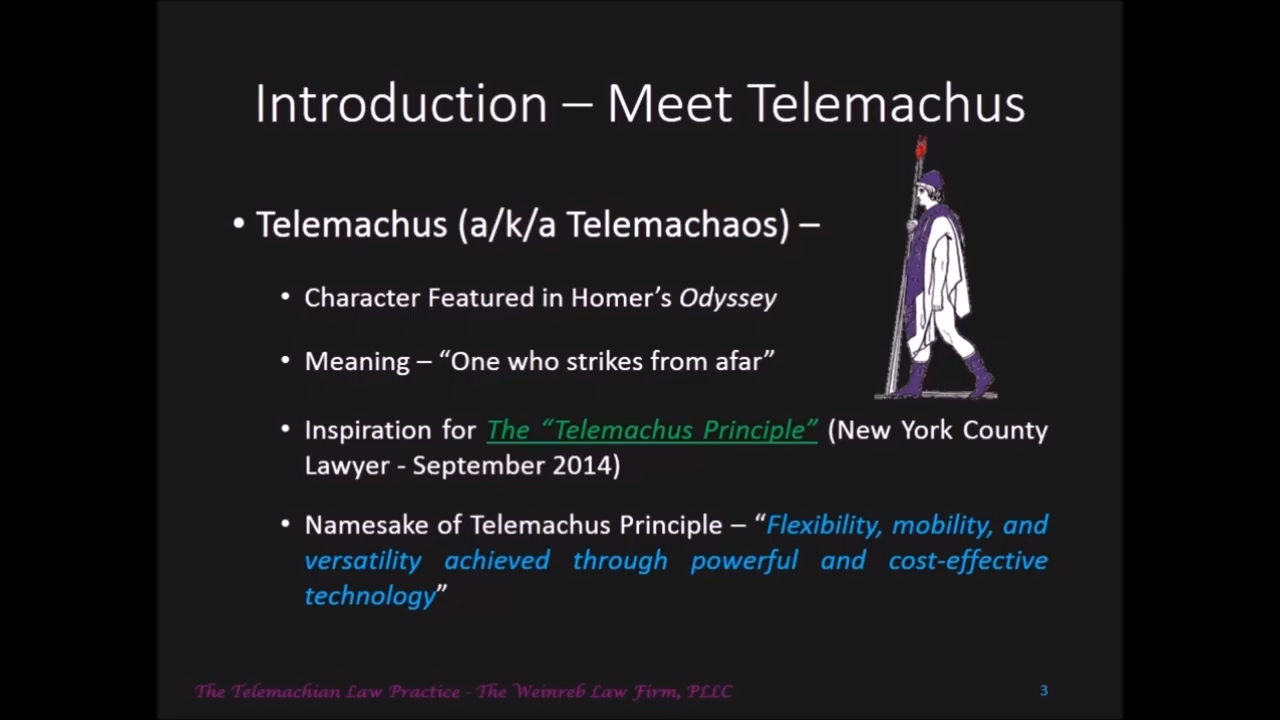 Introduction – Meet Telemachus
• Telemachus (a/k/a Telemachaos) –
• Character Featured in Homer’s Odyssey
• Meaning – “One who strikes from afar”
• Inspiration for The “Telemachus Principle” (New York County
Lawyer - September 2014)
• Namesake of Telemachus Principle – “Flexibility, mobility, and
versatility achieved through powerful and cost-effective
technology”
The Telemachian Law Practice - The Weinreb Law Firm, PLLC
3